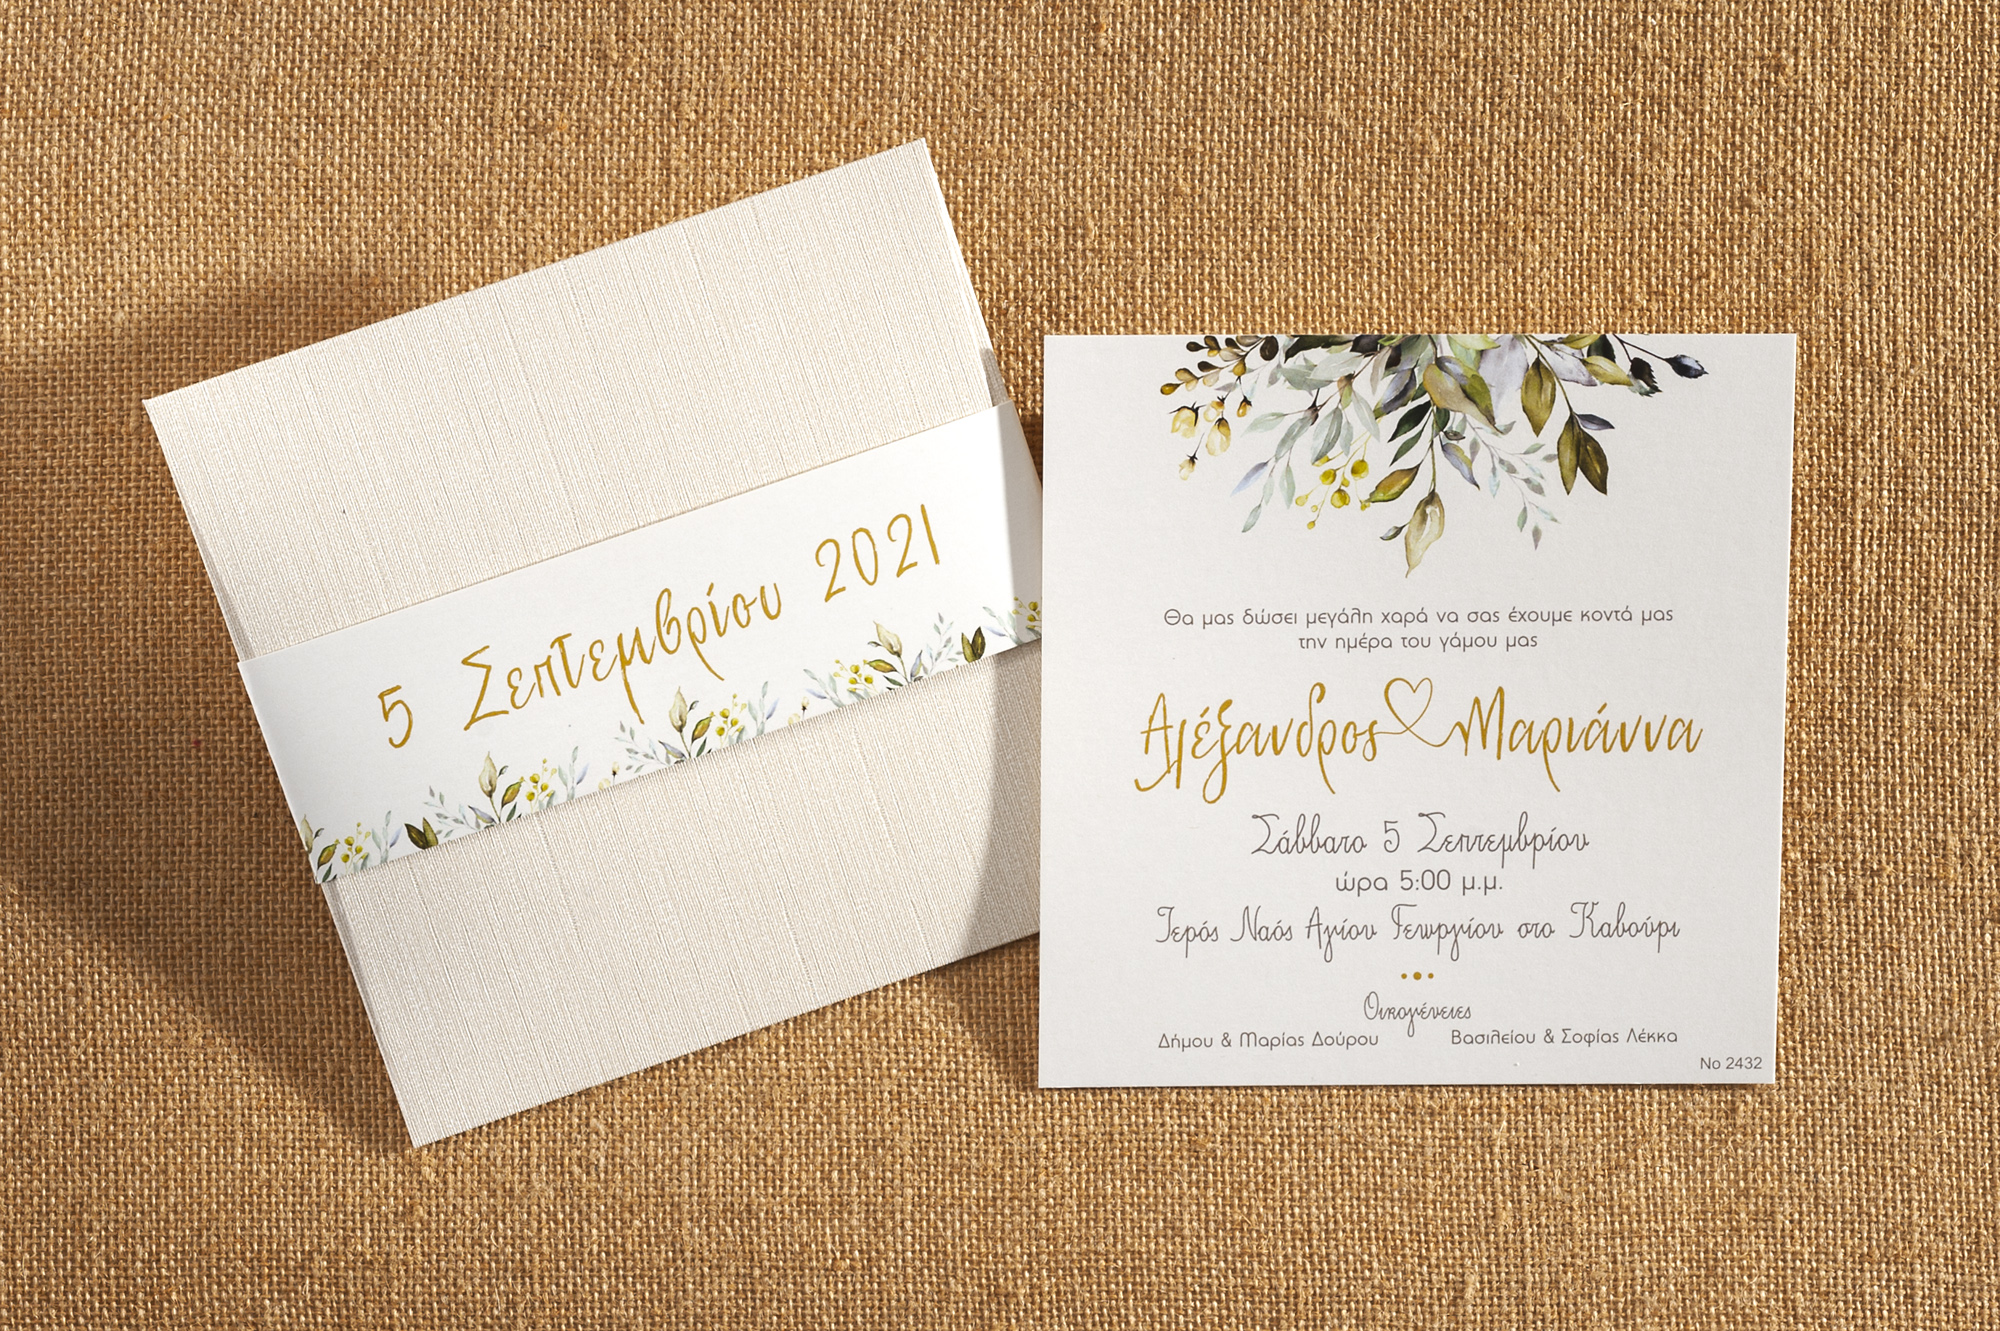 5 Σεπτεμβρίου 2021
Θα μας δώσει μεγάλη χαρά να σας έχουμε κοντά μας
την ημέρα του γάμου μας
Αλέξανδρος Μαριάννα
Σάββατο 5 Σεπτεμβρίου
ώρα 5:00 μ.μ.
Ιερός Ναός Αγίου Γεωργίου στο Καβούρι
Οικογένειες
Δήμου & Μαρίας Δούρου Βασιλείου & Σοφίας Λέκκα
No 2432